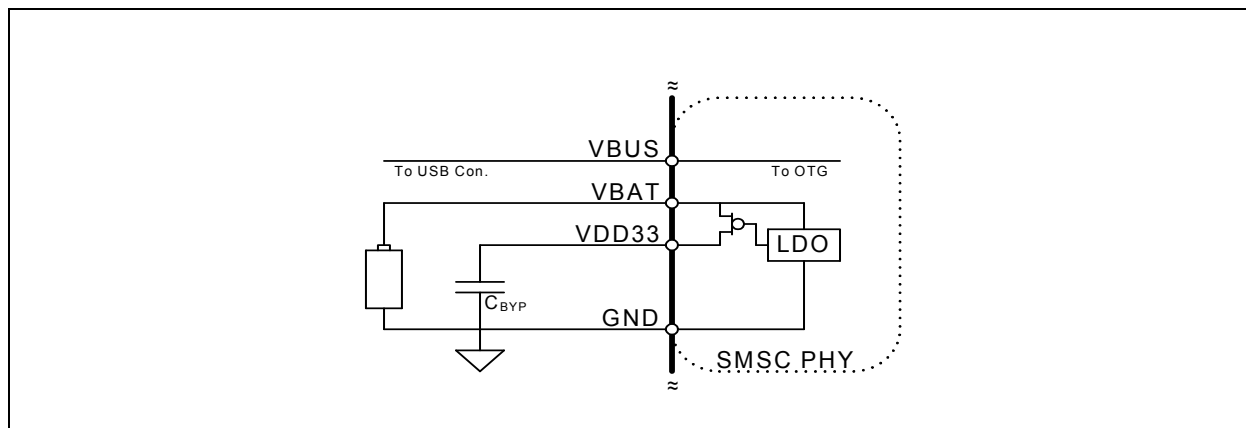 VBUS
To USB Con.
To OTG
VBAT
VDD33
LDO
CBYP
GND
SMSC PHY